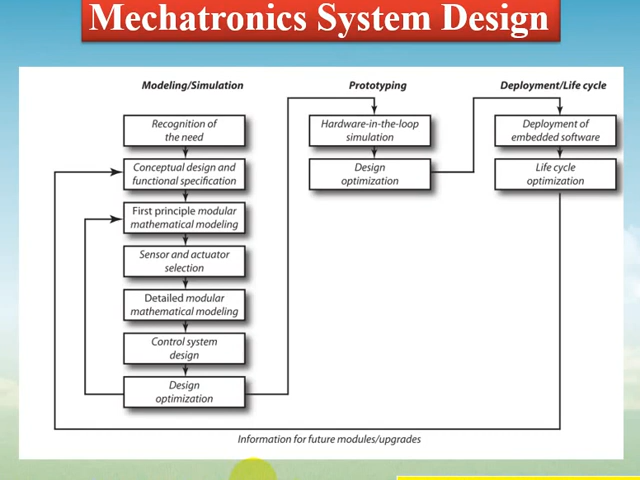 Mechatronics System Design
Modeling/Simulation
Recognition of
the need
Conceptual design and
functional specification
First principle modular
mathematical modeling
Sensor and actuator
selection
Detailed modular
mathematical modeling
Control system
design
Design
optimization
Prototyping
Hardware-in-the-loop
simulation
Design
optimization
Deployment/Life cycle
Deployment of
embedded software
Life cycle
optimization
Information for future modules/upgrades